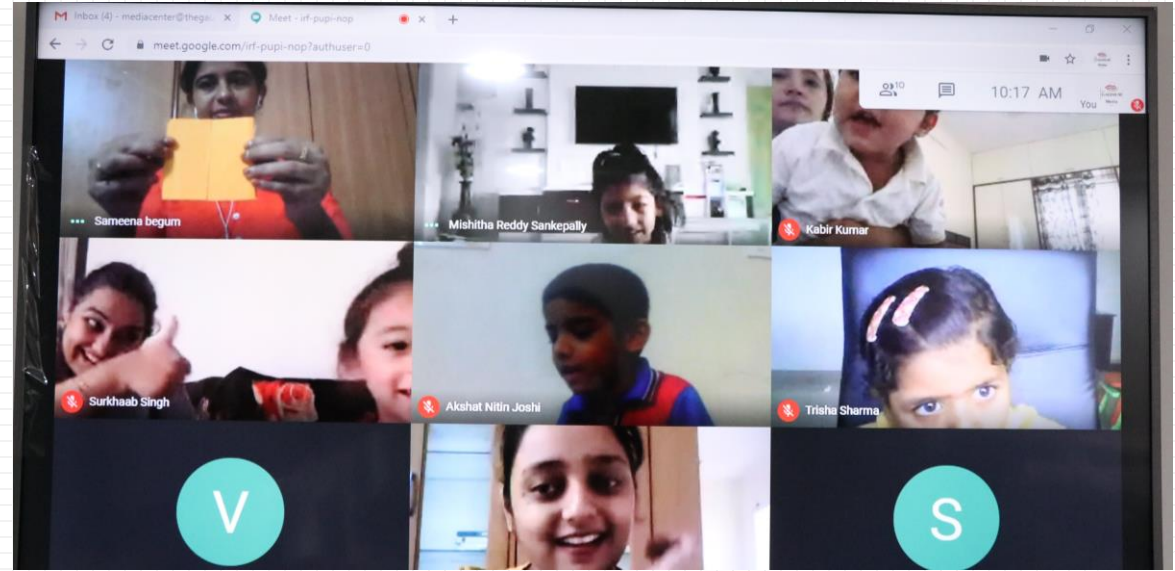 Inbox (4) - mediacenter@thego
Meet - irf-pupi-nop
meet.google.com/irf-pupi-nop?authuser=0
10
10:17 AM
You
Sameena begum
Mishitha Reddy Sankepally
Kabir Kumar
Surkhaab Singh
Akshat Nitin Joshi
Trisha Sharma
V
S